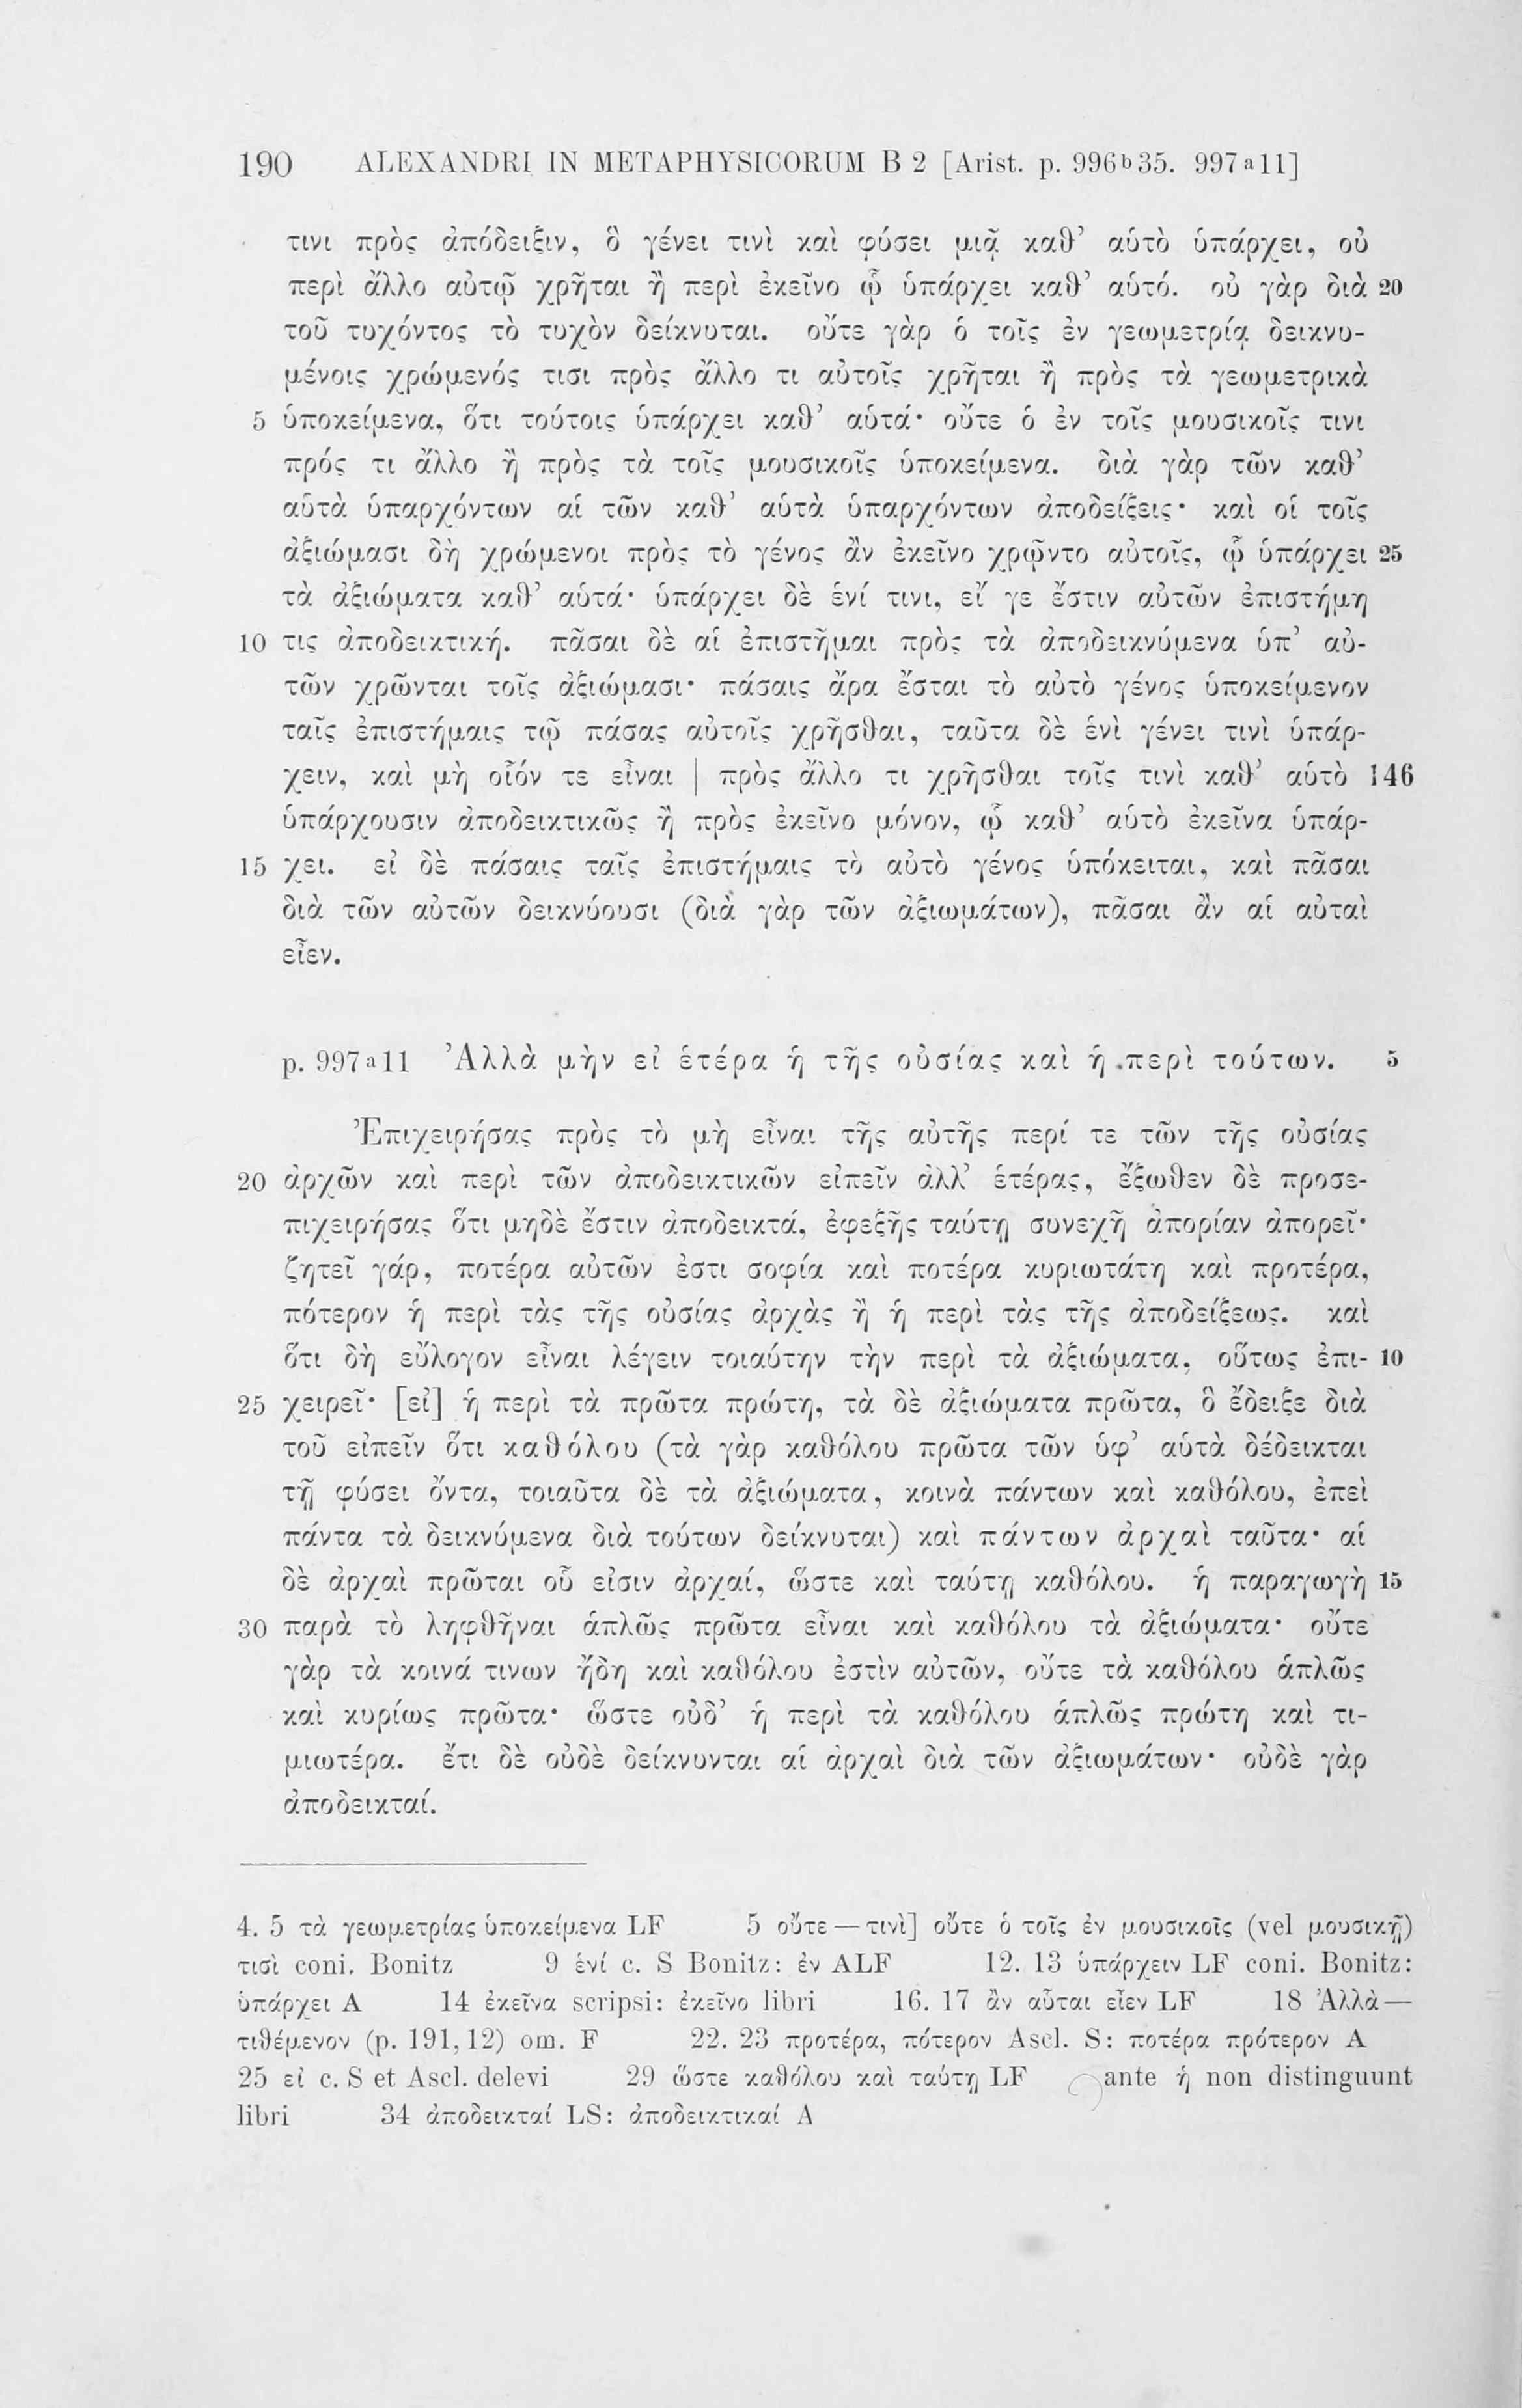 190 ALEXANDRI IN METAPHYSICORUM B 2 [Arist. p. 996ᵇ35. 997ᵃ11]
τινι πρὸς ἀπόδειξιν, ὃ γένει τινὶ καὶ φύσει μιᾷ καθ’ αὑτὸ ὑπάρχει, οὐ
περὶ ἄλλο αὐτῷ χρῆται ἢ περὶ ἐκεῖνο ᾧ ὑπάρχει καθ’ αὑτό. οὐ γὰρ διὰ 20
τοῦ τυχόντος τὸ τυχὸν δείκνυται. οὔτε γὰρ ὁ τοῖς ἐν γεωμετρίᾳ δεικνυ-
μένοις χρώμενός τισι πρὸς ἄλλο τι αὐτοῖς χρῆται ἢ πρὸς τὰ γεωμετρικὰ
5 ὑποκείμενα, ὅτι τούτοις ὑπάρχει καθ’ αὑτά· οὔτε ὁ ἐν τοῖς μουσικοῖς τινι
πρός τι ἄλλο ἢ πρὸς τὰ τοῖς μουσικοῖς ὑποκείμενα. διὰ γὰρ τῶν καθ’
αὑτὰ ὑπαρχόντων αἱ τῶν καθ’ αὑτὰ ὑπαρχόντων ἀποδείξεις· καὶ οἱ τοῖς
ἀξιώμασι δὴ χρώμενοι πρὸς τὸ γένος ἂν ἐκεῖνο χρῷντο αὐτοῖς, ᾧ ὑπάρχει 25
τὰ ἀξιώματα καθ’ αὑτά· ὑπάρχει δὲ ἑνί τινι, εἴ γε ἔστιν αὐτῶν ἐπιστήμη
10 τις ἀποδεικτική. πᾶσαι δὲ αἱ ἐπιστῆμαι πρὸς τὰ ἀποδεικνύμενα ὑπ’ αὐ-
τῶν χρῶνται τοῖς ἀξιώμασι· πάσαις ἄρα ἔσται τὸ αὐτὸ γένος ὑποκείμενον
ταῖς ἐπιστήμαις τῷ πάσας αὐτοῖς χρῆσθαι, ταῦτα δὲ ἑνὶ γένει τινὶ ὑπάρ-
χειν, καὶ μὴ οἷόν τε εἶναι | πρὸς ἄλλο τι χρῆσθαι τοῖς τινὶ καθ’ αὑτὸ 146
ὑπάρχουσιν ἀποδεικτικῶς ἢ πρὸς ἐκεῖνο μόνον, ᾧ καθ’ αὑτὸ ἐκεῖνα ὑπάρ-
15 χει. εἰ δὲ πάσαις ταῖς ἐπιστήμαις τὸ αὐτὸ γένος ὑπόκειται, καὶ πᾶσαι
διὰ τῶν αὐτῶν δεικνύουσι (διὰ γὰρ τῶν ἀξιωμάτων), πᾶσαι ἂν αἱ αὐταὶ
εἶεν.
p. 997ᵃ11 Ἀλλὰ μὴν εἰ ἑτέρα ἡ τῆς οὐσίας καὶ ἡ περὶ τούτων. 5
Ἐπιχειρήσας πρὸς τὸ μὴ εἶναι τῆς αὐτῆς περί τε τῶν τῆς οὐσίας
20 ἀρχῶν καὶ περὶ τῶν ἀποδεικτικῶν εἰπεῖν ἀλλ’ ἑτέρας, ἔξωθεν δὲ προσε-
πιχειρήσας ὅτι μηδὲ ἔστιν ἀποδεικτά, ἐφεξῆς ταύτῃ συνεχῆ ἀπορίαν ἀπορεῖ·
ζητεῖ γάρ, ποτέρα αὐτῶν ἐστι σοφία καὶ ποτέρα κυριωτάτη καὶ προτέρα,
πότερον ἡ περὶ τὰς τῆς οὐσίας ἀρχὰς ἢ ἡ περὶ τὰς τῆς ἀποδείξεως. καὶ
ὅτι δὴ εὔλογον εἶναι λέγειν τοιαύτην τὴν περὶ τὰ ἀξιώματα, οὕτως ἐπι- 10
25 χειρεῖ· [εἰ] ἡ περὶ τὰ πρῶτα πρώτη, τὰ δὲ ἀξιώματα πρῶτα, ὃ ἔδειξε διὰ
τοῦ εἰπεῖν ὅτι καθόλου (τὰ γὰρ καθόλου πρῶτα τῶν ὑφ’ αὑτὰ δέδεικται
τῇ φύσει ὄντα, τοιαῦτα δὲ τὰ ἀξιώματα, κοινὰ πάντων καὶ καθόλου, ἐπεὶ
πάντα τὰ δεικνύμενα διὰ τούτων δείκνυται) καὶ πάντων ἀρχαὶ ταῦτα· αἱ
δὲ ἀρχαὶ πρῶται οὗ εἰσιν ἀρχαί, ὥστε καὶ ταύτῃ καθόλου. ἡ παραγωγὴ 15
30 παρὰ τὸ ληφθῆναι ἁπλῶς πρῶτα εἶναι καὶ καθόλου τὰ ἀξιώματα· οὔτε
γὰρ τὰ κοινά τινων ἤδη καὶ καθόλου ἐστὶν αὐτῶν, οὔτε τὰ καθόλου ἁπλῶς
καὶ κυρίως πρῶτα· ὥστε οὐδ’ ἡ περὶ τὰ καθόλου ἁπλῶς πρώτη καὶ τι-
μιωτέρα. ἔτι δὲ οὐδὲ δείκνυνται αἱ ἀρχαὶ διὰ τῶν ἀξιωμάτων· οὐδὲ γὰρ
ἀποδεικταί.
4. 5 τὰ γεωμετρίας ὑποκείμενα LF 5 οὔτε — τινὶ] οὔτε ὁ τοῖς ἐν μουσικοῖς (vel μουσικῇ)
τισὶ coni. Bonitz 9 ἑνί c. S Bonitz: ἐν ALF 12. 13 ὑπάρχειν LF coni. Bonitz:
ὑπάρχει A 14 ἐκεῖνα scripsi: ἐκεῖνο libri 16. 17 ἂν αὗται εἶεν LF 18 Ἀλλὰ —
τιθέμενον (p. 191,12) om. F 22. 23 προτέρα, πότερον Ascl. S: ποτέρα πρότερον A
25 εἰ c. S et Ascl. delevi 29 ὥστε καθόλου καὶ ταύτῃ LF ante ἡ non distinguunt
libri 34 ἀποδεικταί LS: ἀποδεικτικαί A